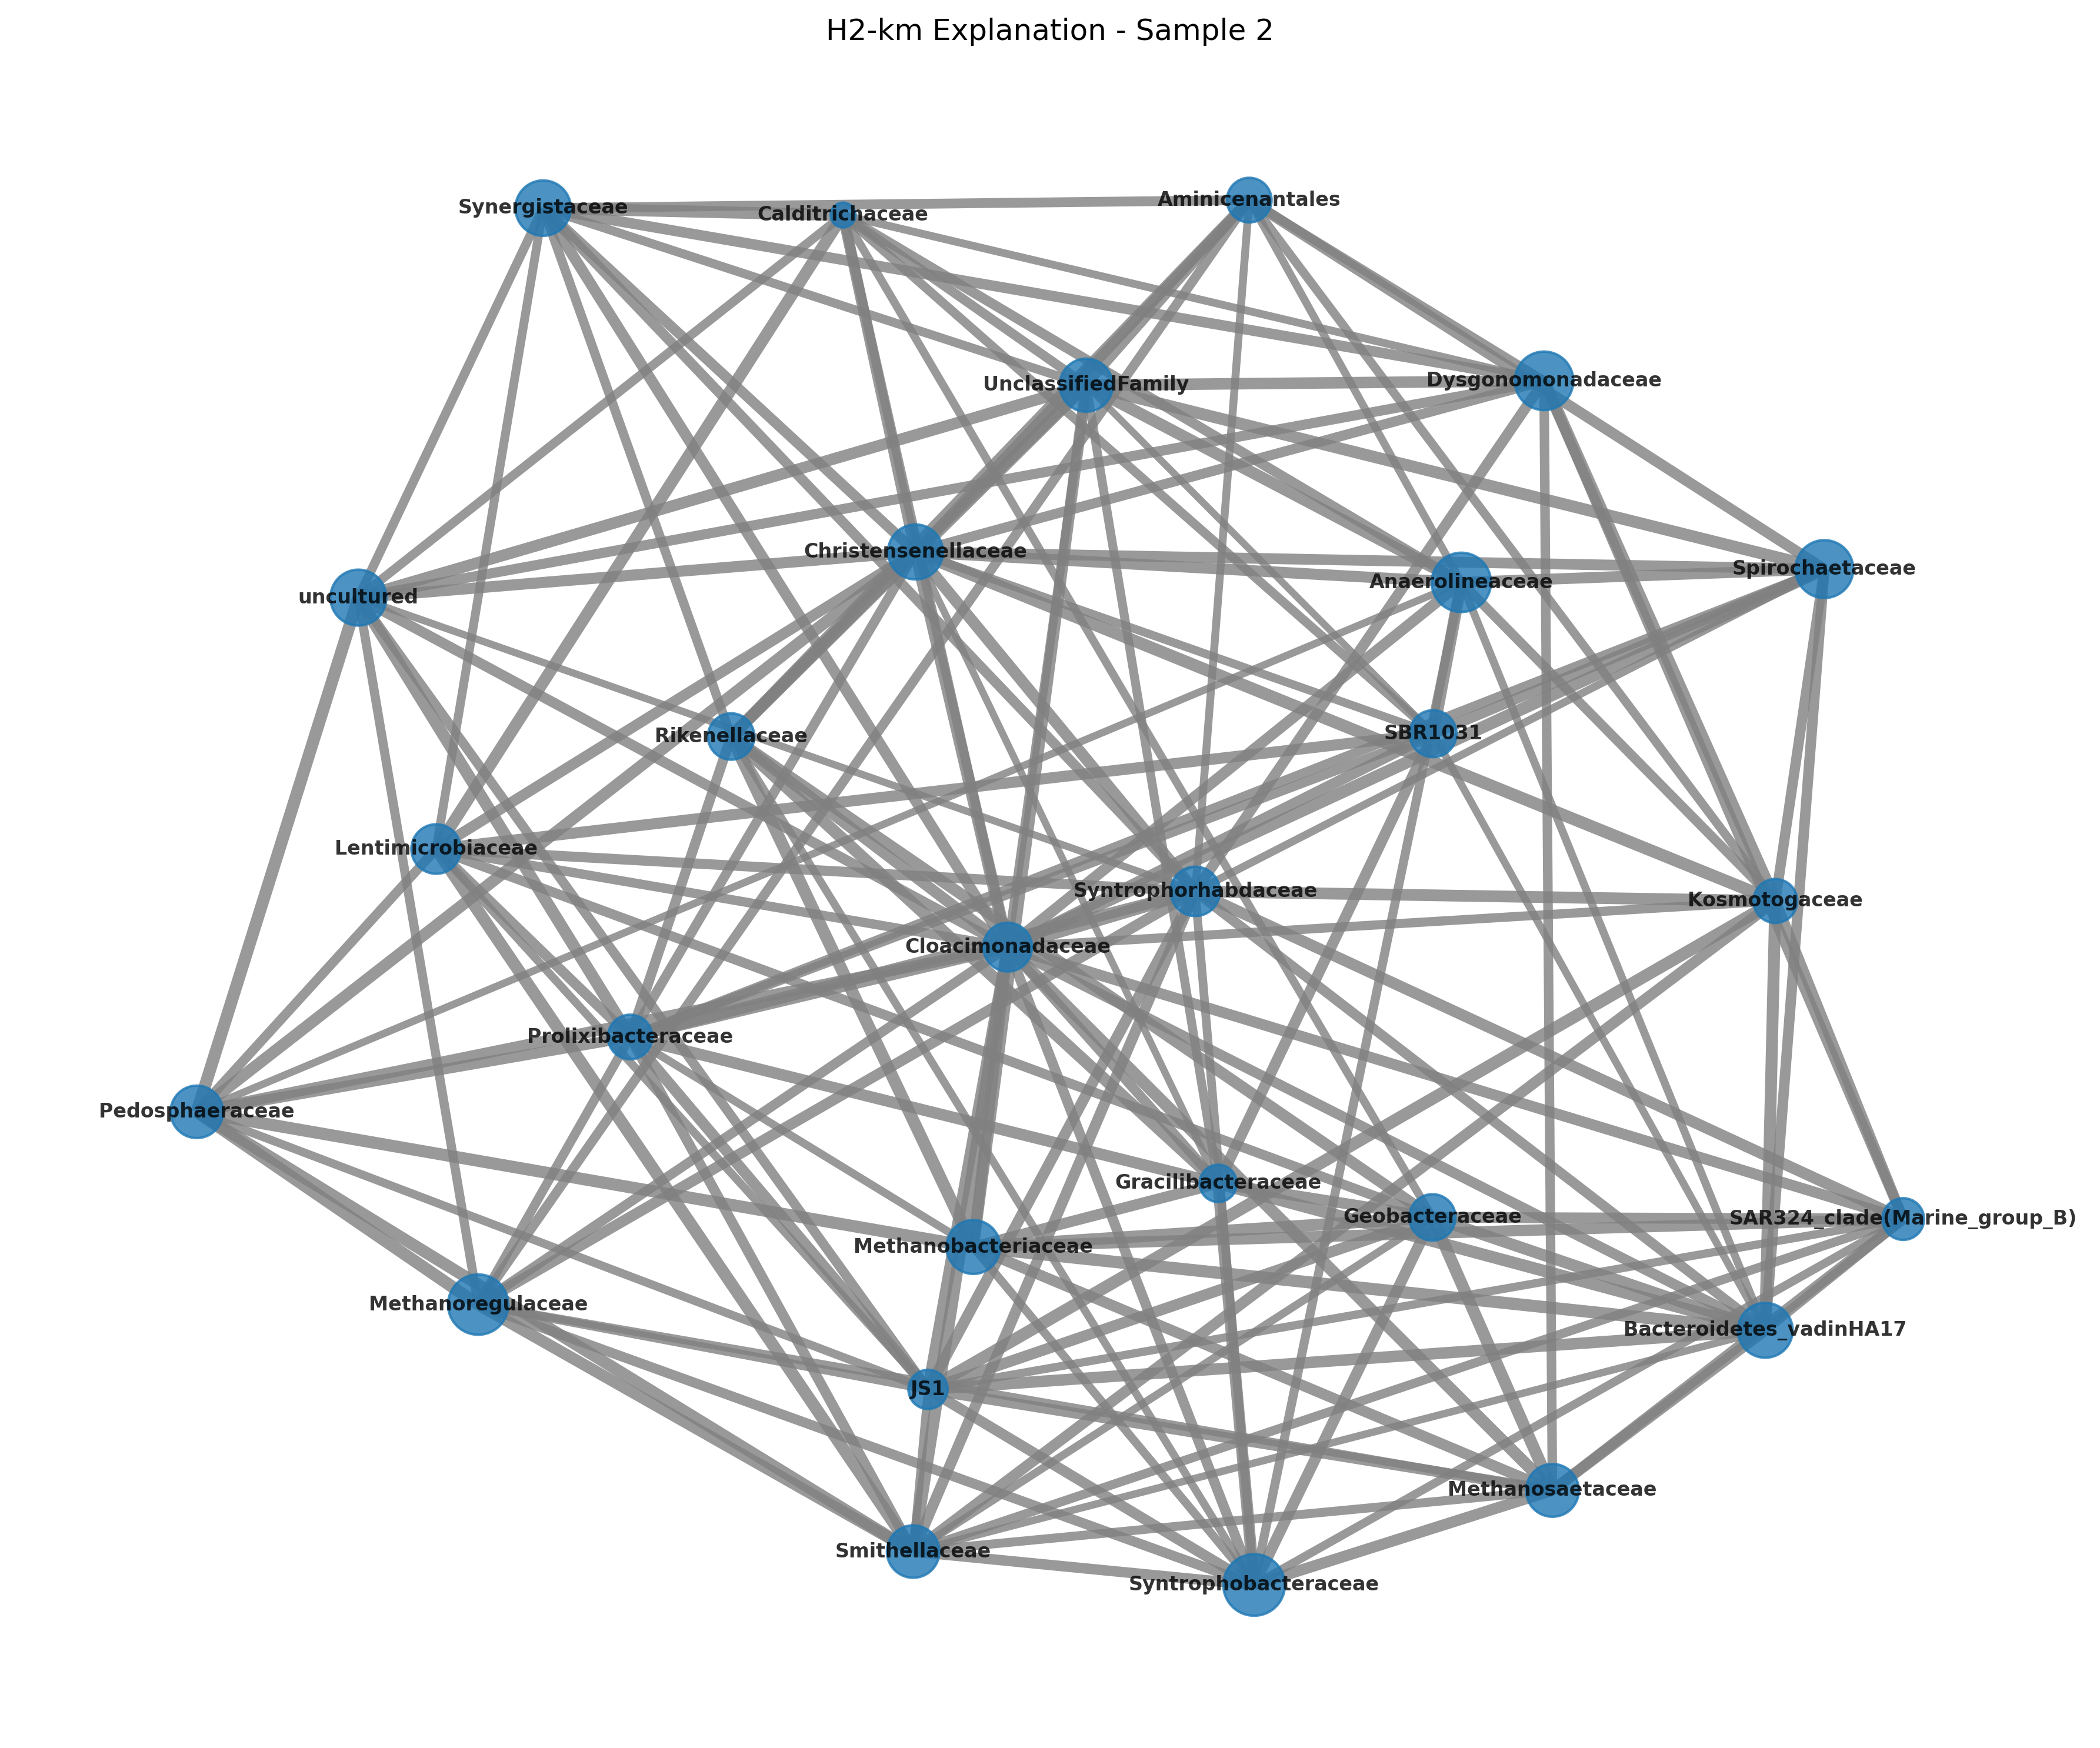 H2-km Explanation - Sample 2
Synergistaceae
Calditrichaceae
Aminicenantales
UnclassifiedFamily
Dysgonomonadaceae
Christensenellaceae
Anaerolineaceae
Spirochaetaceae
uncultured
Rikenellaceae
SBR1031
Lentimicrobiaceae
Syntrophorhabdaceae
Kosmotogaceae
Cloacimonadaceae
Prolixibacteraceae
Pedosphaeraceae
Gracilibacteraceae
Geobacteraceae
SAR324_clade(Marine_group_B)
Methanobacteriaceae
Methanoregulaceae
Bacteroidetes_vadinHA17
JS1
Methanosaetaceae
Smithellaceae
Syntrophobacteraceae